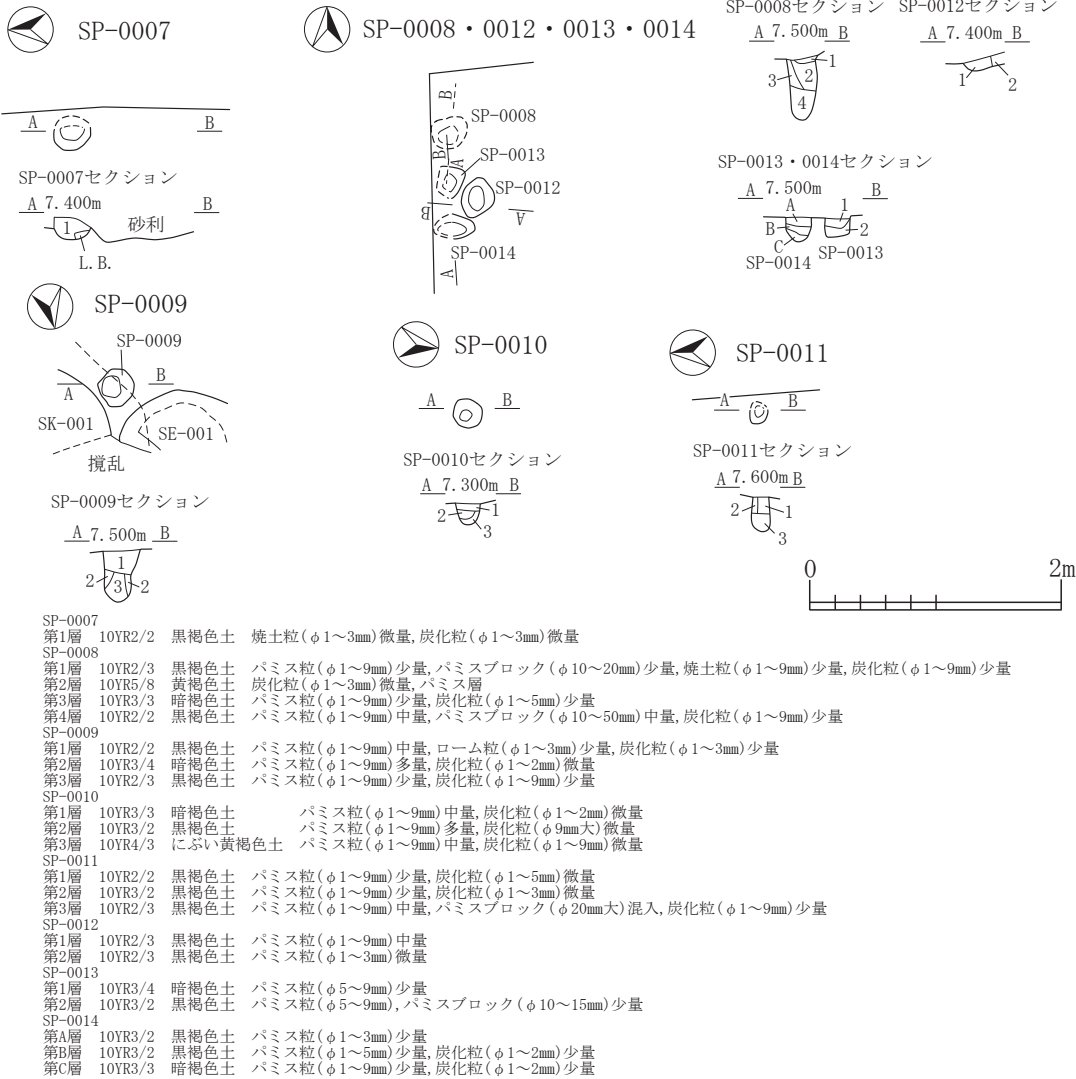 SP-0007
A B
SP-0007セクション
A 7.400m B
1
砂利
L.B.
SP-0008・0012・0013・0014
B
SP-0008
B
A
SP-0013
SP-0012
B
A
SP-0014
A
SP-0008セクション
A 7.500m B
1
2
3
4
SP-0012セクション
A 7.400m B
1
2
SP-0013・0014セクション
A 7.500m B
A
1
B
2
C
SP-0013
SP-0014
SP-0009
SP-0009
B
A
SK-001
SE-001
撹乱
SP-0009セクション
A 7.500m B
1
2 3 2
SP-0010
A B
SP-0010セクション
A 7.300m B
2 1
3
SP-0011
A B
SP-0011セクション
A 7.600m B
2 1
3
0 2m
SP-0007
第1層 10YR2/2 黒褐色土 焼土粒(φ1～3㎜)微量,炭化粒(φ1～3㎜)微量
SP-0008
第1層 10YR2/3 黒褐色土 パミス粒(φ1～9㎜)少量,パミスブロック(φ10～20㎜)少量,焼土粒(φ1～9㎜)少量,炭化粒(φ1～9㎜)少量
第2層 10YR5/8 黄褐色土 炭化粒(φ1～3㎜)微量,パミス層
第3層 10YR3/3 暗褐色土 パミス粒(φ1～9㎜)少量,炭化粒(φ1～5㎜)少量
第4層 10YR2/2 黒褐色土 パミス粒(φ1～9㎜)中量,パミスブロック(φ10～50㎜)中量,炭化粒(φ1～9㎜)少量
SP-0009
第1層 10YR2/2 黒褐色土 パミス粒(φ1～9㎜)中量,ローム粒(φ1～3㎜)少量,炭化粒(φ1～3㎜)少量
第2層 10YR3/4 暗褐色土 パミス粒(φ1～9㎜)多量,炭化粒(φ1～2㎜)微量
第3層 10YR2/3 黒褐色土 パミス粒(φ1～9㎜)少量,炭化粒(φ1～9㎜)少量
SP-0010
第1層 10YR3/3 暗褐色土 パミス粒(φ1～9㎜)中量,炭化粒(φ1～2㎜)微量
第2層 10YR3/2 黒褐色土 パミス粒(φ1～9㎜)多量,炭化粒(φ9㎜大)微量
第3層 10YR4/3 にぶい黄褐色土 パミス粒(φ1～9㎜)中量,炭化粒(φ1～9㎜)微量
SP-0011
第1層 10YR2/2 黒褐色土 パミス粒(φ1～9㎜)少量,炭化粒(φ1～5㎜)微量
第2層 10YR3/2 黒褐色土 パミス粒(φ1～9㎜)少量,炭化粒(φ1～3㎜)微量
第3層 10YR2/3 黒褐色土 パミス粒(φ1～9㎜)中量,パミスブロック(φ20㎜大)混入,炭化粒(φ1～9㎜)少量
SP-0012
第1層 10YR2/3 黒褐色土 パミス粒(φ1～9㎜)中量
第2層 10YR2/3 黒褐色土 パミス粒(φ1～3㎜)微量
SP-0013
第1層 10YR3/4 暗褐色土 パミス粒(φ5～9㎜)少量
第2層 10YR3/2 黒褐色土 パミス粒(φ5～9㎜),パミスブロック(φ10～15㎜)少量
SP-0014
第A層 10YR3/2 黒褐色土 パミス粒(φ1～3㎜)少量
第B層 10YR3/2 黒褐色土 パミス粒(φ1～5㎜)少量,炭化粒(φ1～2㎜)少量
第C層 10YR3/3 暗褐色土 パミス粒(φ1～9㎜)少量,炭化粒(φ1～2㎜)少量